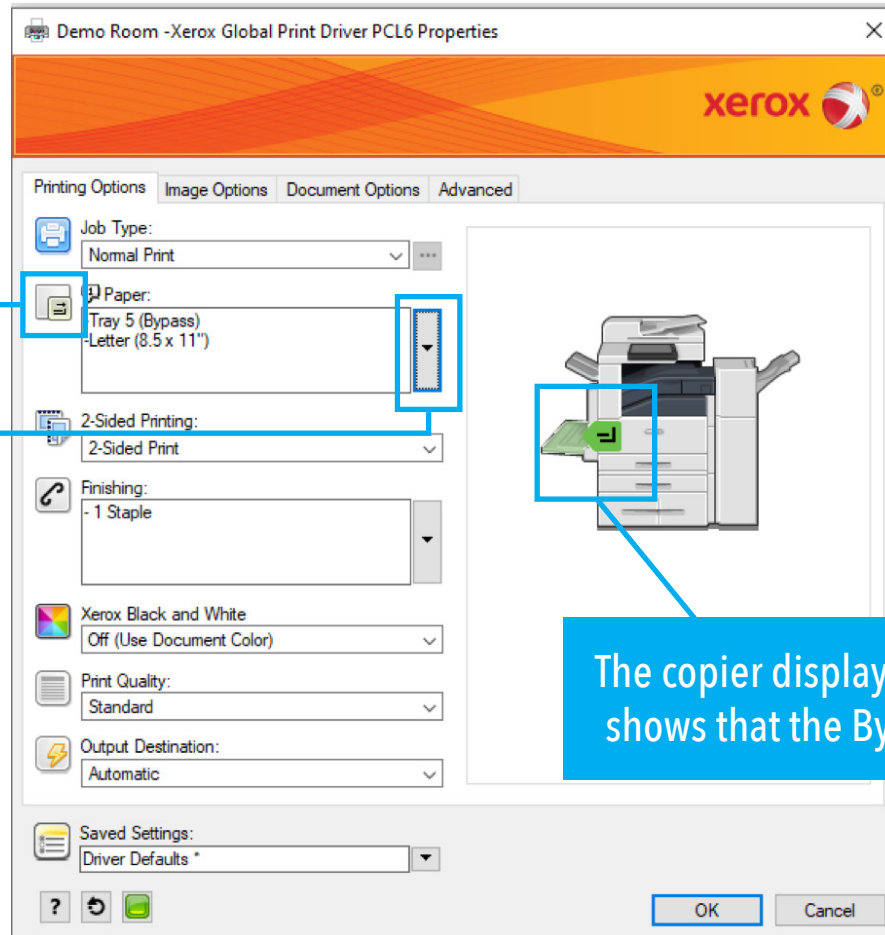 Demo Room -Xerox Global Print Driver PCL6 Properties
xerox ®
Printing Options Image Options Document Options Advanced
Job Type:
Normal Print
Paper:
-Tray 5 (Bypass)
-Letter (8.5 x 11")
2-Sided Printing:
2-Sided Print
Finishing:
- 1 Staple
Xerox Black and White
Off (Use Document Color)
Print Quality:
Standard
Output Destination:
Automatic
The copier display
shows that the By
Saved Settings:
Driver Defaults *
?
OK Cancel